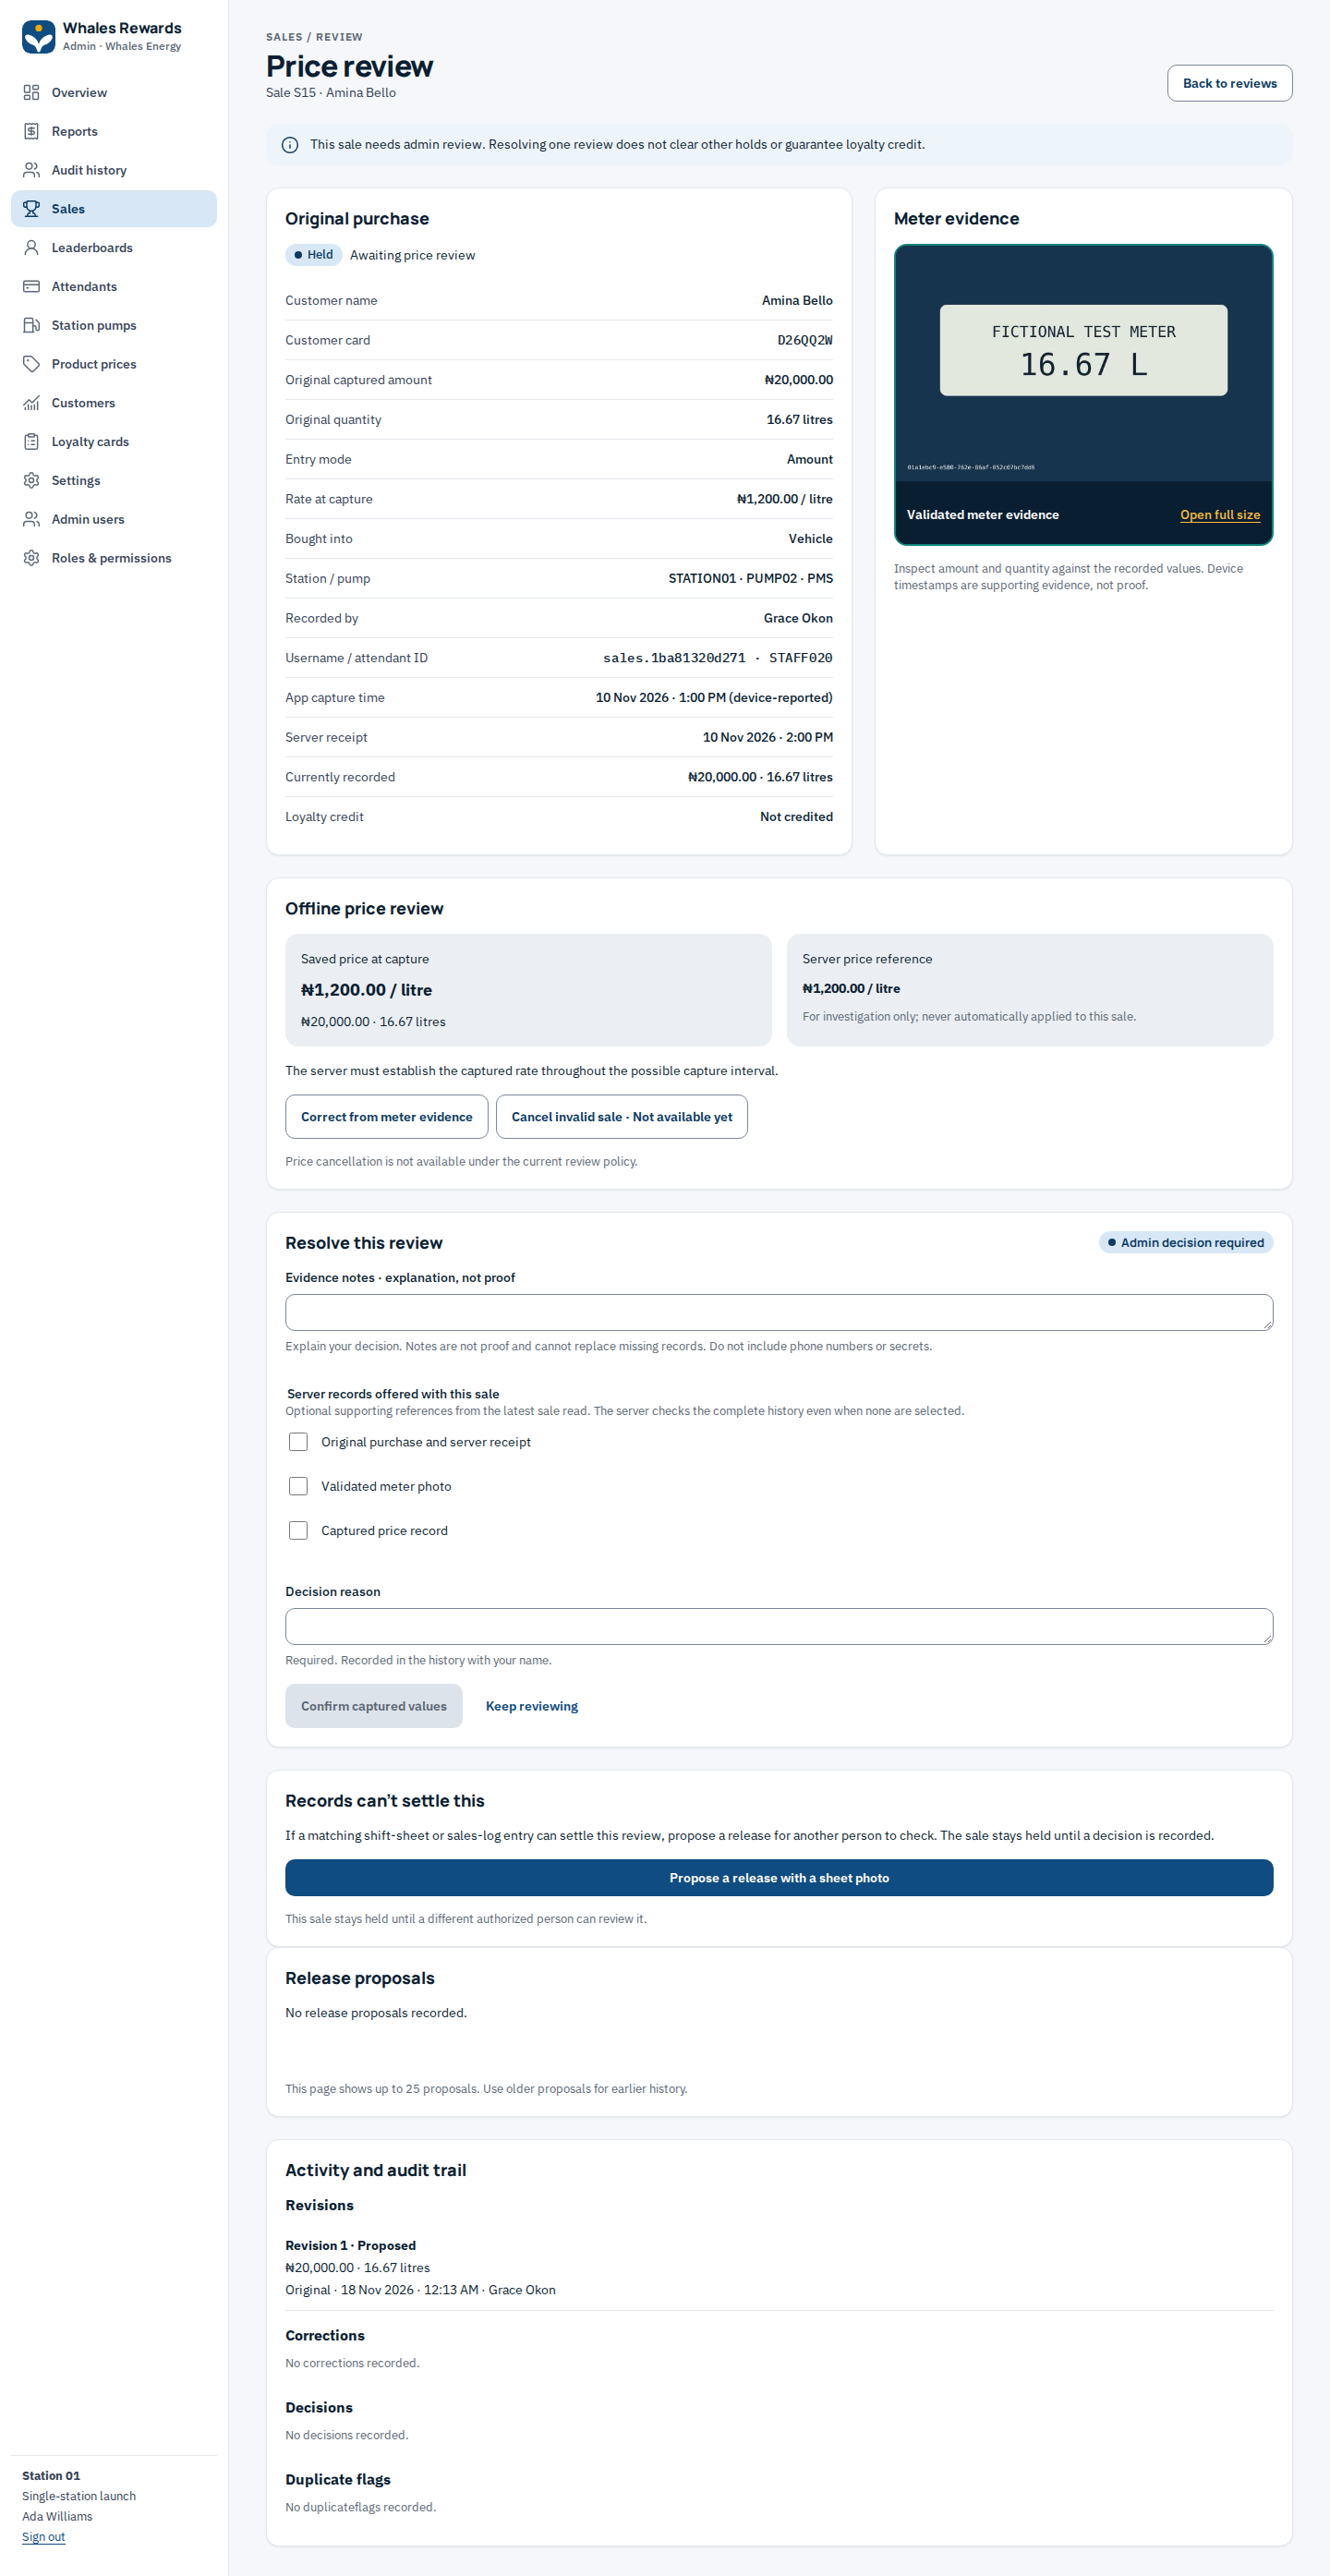 Whales Rewards
Admin · Whales Energy
Overview
Reports
Audit history
Sales
Leaderboards
Attendants
Station pumps
Product prices
Customers
Loyalty cards
Settings
Admin users
Roles & permissions
Station 01
Single-station launch
Ada Williams
Sign out
SALES / REVIEW
Price review
Sale S15 · Amina Bello
Back to reviews
This sale needs admin review. Resolving one review does not clear other holds or guarantee loyalty credit.
Original purchase
Held Awaiting price review
Customer name Amina Bello
Customer card D26QQ2W
Original captured amount ₦20,000.00
Original quantity 16.67 litres
Entry mode Amount
Rate at capture ₦1,200.00 / litre
Bought into Vehicle
Station / pump STATION01 · PUMP02 · PMS
Recorded by Grace Okon
Username / attendant ID sales.1ba81320d271 · STAFF020
App capture time 10 Nov 2026 · 1:00 PM (device-reported)
Server receipt 10 Nov 2026 · 2:00 PM
Currently recorded ₦20,000.00 · 16.67 litres
Loyalty credit Not credited
Meter evidence
FICTIONAL TEST METER
16.67 L
Validated meter evidence Open full size
Inspect amount and quantity against the recorded values. Device
timestamps are supporting evidence, not proof.
Offline price review
Saved price at capture
₦1,200.00 / litre
₦20,000.00 · 16.67 litres
Server price reference
₦1,200.00 / litre
For investigation only; never automatically applied to this sale.
The server must establish the captured rate throughout the possible capture interval.
Correct from meter evidence
Cancel invalid sale · Not available yet
Price cancellation is not available under the current review policy.
Resolve this review
Admin decision required
Evidence notes · explanation, not proof
Explain your decision. Notes are not proof and cannot replace missing records. Do not include phone numbers or secrets.
Server records offered with this sale
Optional supporting references from the latest sale read. The server checks the complete history even when none are selected.
Original purchase and server receipt
Validated meter photo
Captured price record
Decision reason
Required. Recorded in the history with your name.
Confirm captured values
Keep reviewing
Records can’t settle this
If a matching shift-sheet or sales-log entry can settle this review, propose a release for another person to check. The sale stays held until a decision is recorded.
Propose a release with a sheet photo
This sale stays held until a different authorized person can review it.
Release proposals
No release proposals recorded.
This page shows up to 25 proposals. Use older proposals for earlier history.
Activity and audit trail
Revisions
Revision 1 · Proposed
₦20,000.00 · 16.67 litres
Original · 18 Nov 2026 · 12:13 AM · Grace Okon
Corrections
No corrections recorded.
Decisions
No decisions recorded.
Duplicate flags
No duplicateflags recorded.